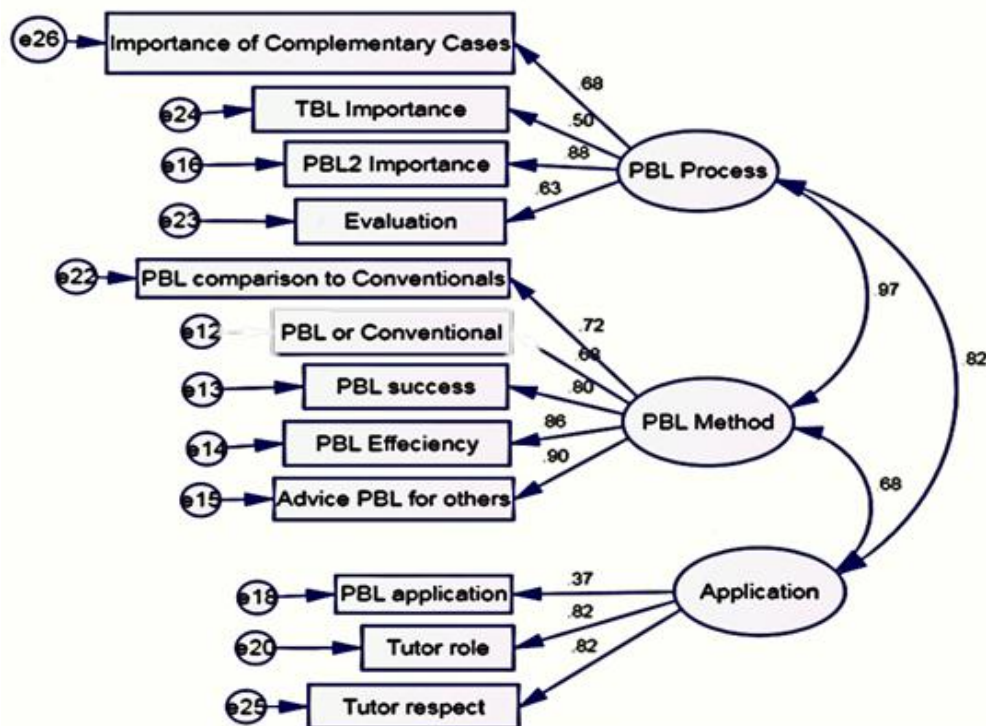 e26
Importance of Complementary Cases
.68
e24
TBL Importance
.50
e16
PBL2 Importance
.88
PBL Process
e23
Evaluation
.63
e22
PBL comparison to Conventionals
.97
e12
PBL or Conventional
.72
.82
e13
PBL success
.80
e14
PBL Effeciency
.86
PBL Method
e15
Advice PBL for others
.90
.68
e18
PBL application
.37
Application
e20
Tutor role
.82
e25
Tutor respect
.82